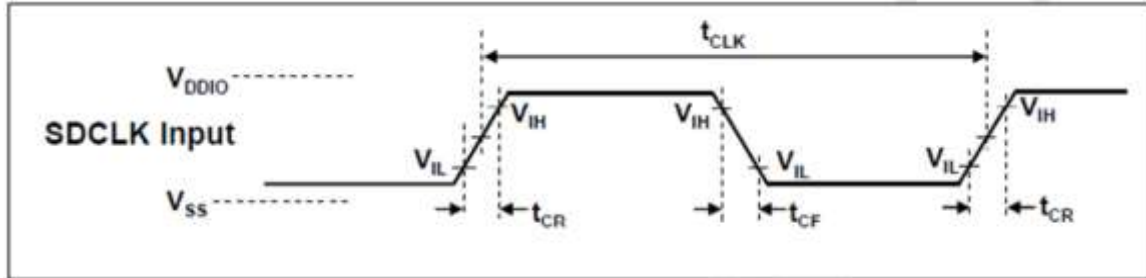 tCLK
VDDIO
SDCLK Input
VIH
VIH
VIH
VIL
VIL
VIL
VSS
tCR
tCF
tCR